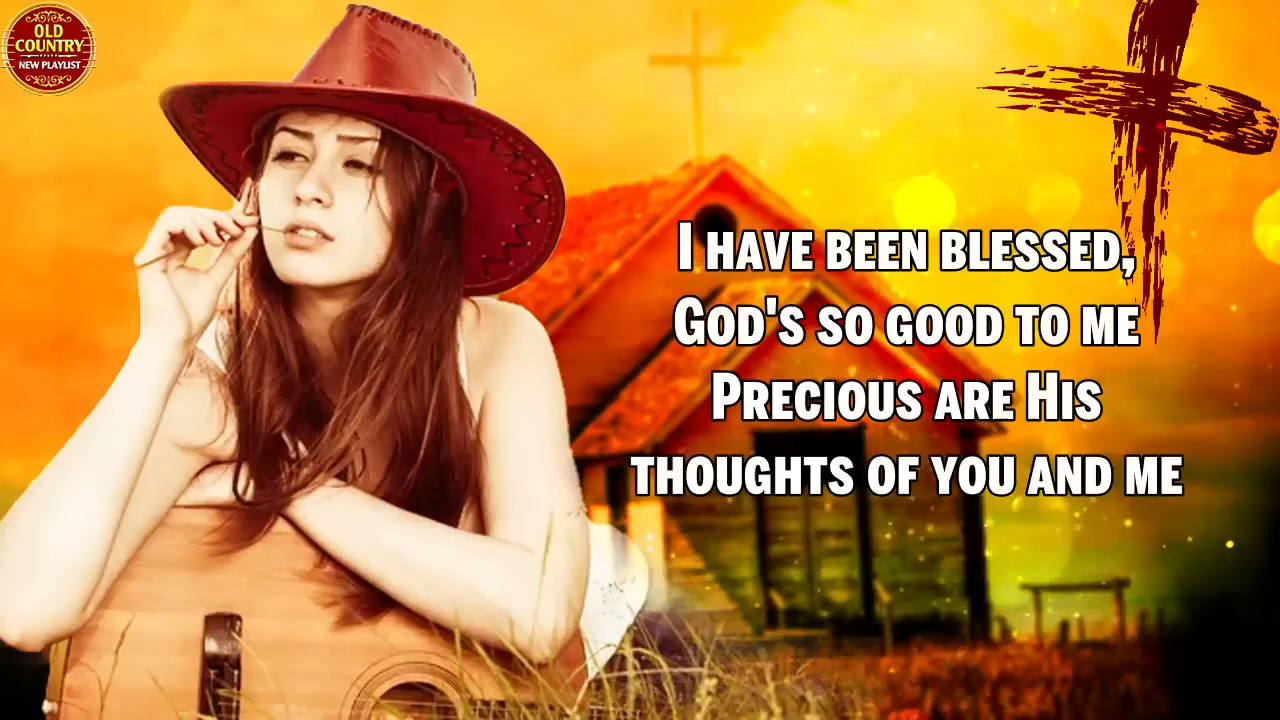 OLD
COUNTRY
NEW PLAYLIST
I HAVE BEEN BLESSED,
GOD'S SO GOOD TO ME
PRECIOUS ARE HIS
THOUGHTS OF YOU AND ME